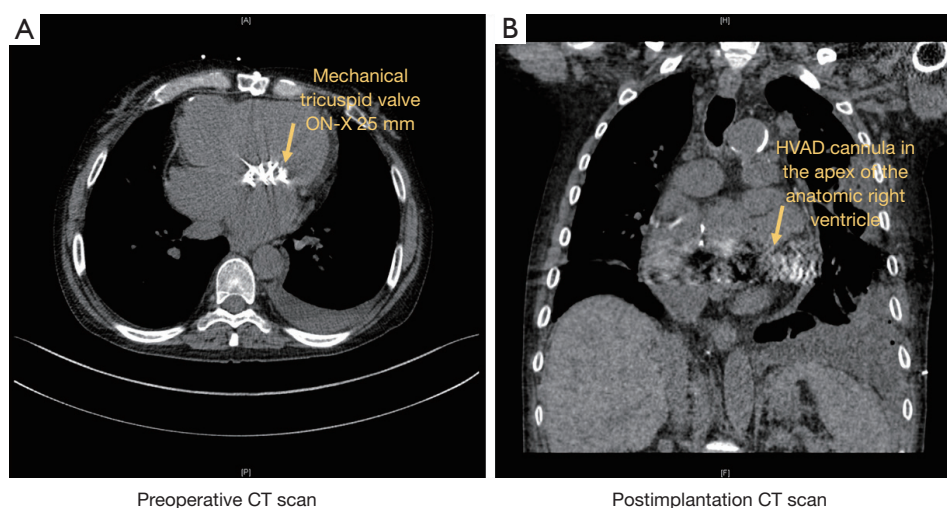 A
[A]
Mechanical
tricuspid valve
ON-X 25 mm
[P]
Preoperative CT scan
B
[H]
HVAD cannula in
the apex of the
anatomic right
ventricle
[F]
Postimplantation CT scan